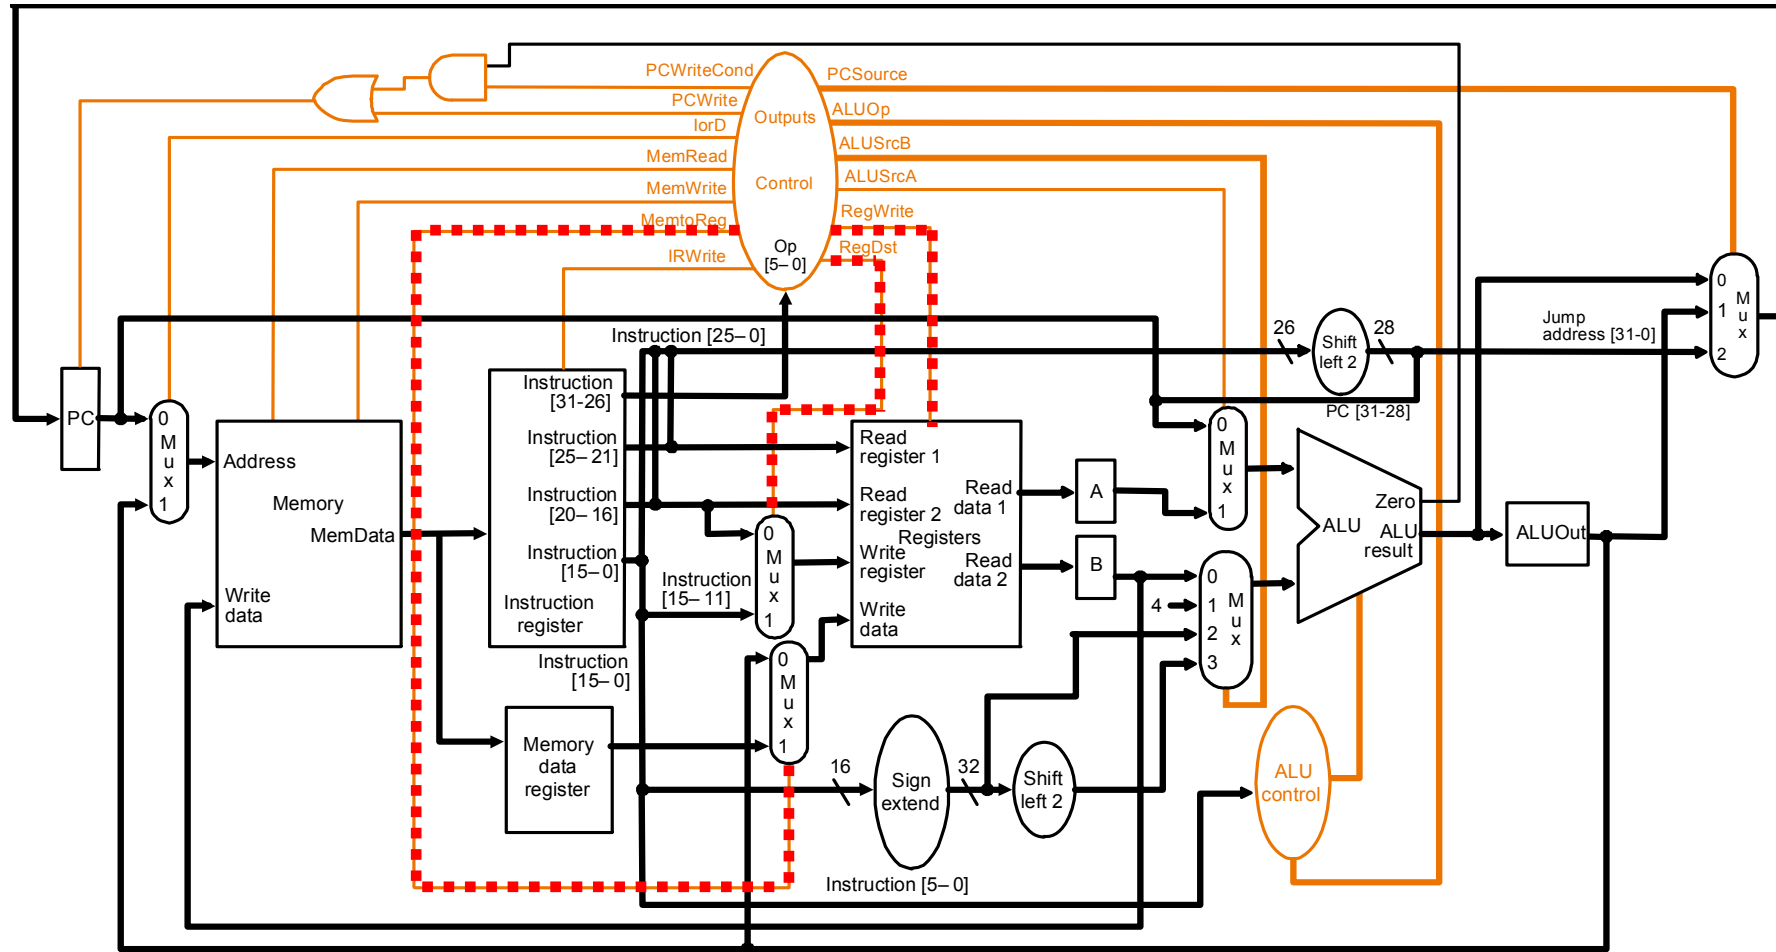 PCWriteCond
PCSource
PCWrite
ALUOp
Outputs
IorD
ALUSrcB
MemRead
ALUSrcA
Control
MemWrite
RegWrite
MemtoReg
RegDst
Op
[5–0]
IRWrite
Instruction [25–0]
26
28
Shift
left 2
Jump
address [31-0]
0
1
2
M
u
x
PC [31-28]
PC
0
M
u
x
1
Address
Memory
MemData
Write
data
Instruction
[31-26]
Instruction
[25–21]
Instruction
[20–16]
Instruction
[15–0]
Instruction
register
Instruction
[15–11]
Instruction
[15–0]
0
M
u
x
1
Read
register 1
Read
register 2
Registers
Write
register
Write
data
Read
data 1
Read
data 2
A
B
0
M
u
x
1
4
0
1
2
3
M
u
x
Zero
ALU
ALU
result
ALUOut
0
M
u
x
1
Memory
data
register
16
Sign
extend
32
Shift
left 2
ALU
control
Instruction [5–0]